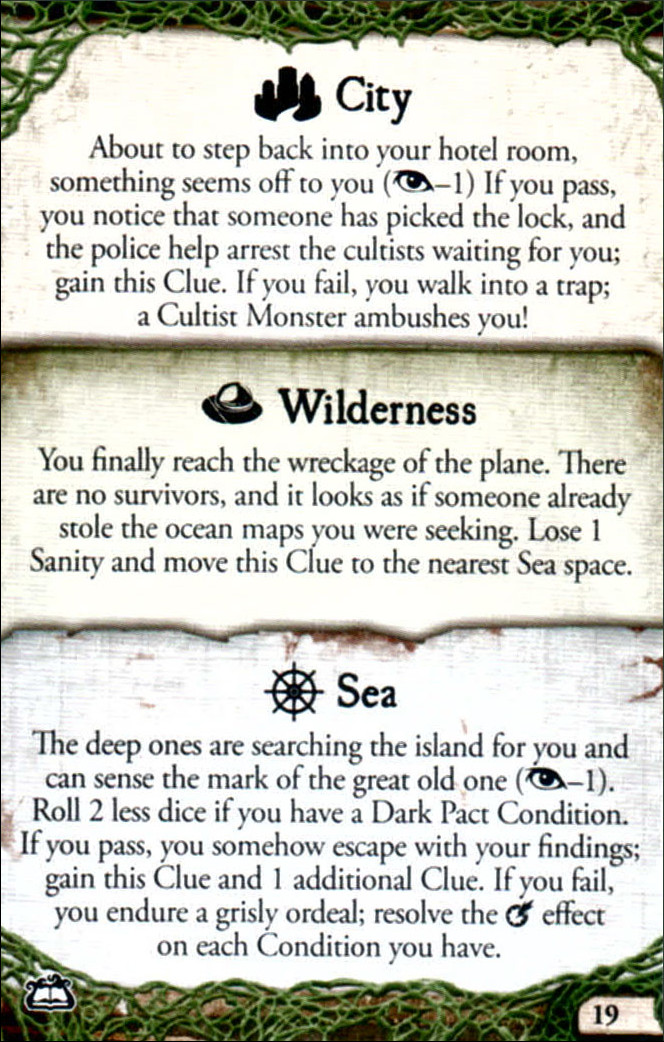 City
About to step back into your hotel room,
something seems off to you (–1) If you pass,
you notice that someone has picked the lock, and
the police help arrest the cultists waiting for you;
gain this Clue. If you fail, you walk into a trap;
a Cultist Monster ambushes you!
Wilderness
You finally reach the wreckage of the plane. There
are no survivors, and it looks as if someone already
stole the ocean maps you were seeking. Lose 1
Sanity and move this Clue to the nearest Sea space.
Sea
The deep ones are searching the island for you and
can sense the mark of the great old one (–1).
Roll 2 less dice if you have a Dark Pact Condition.
If you pass, you somehow escape with your findings;
gain this Clue and 1 additional Clue. If you fail,
you endure a grisly ordeal; resolve the effect
on each Condition you have.
19